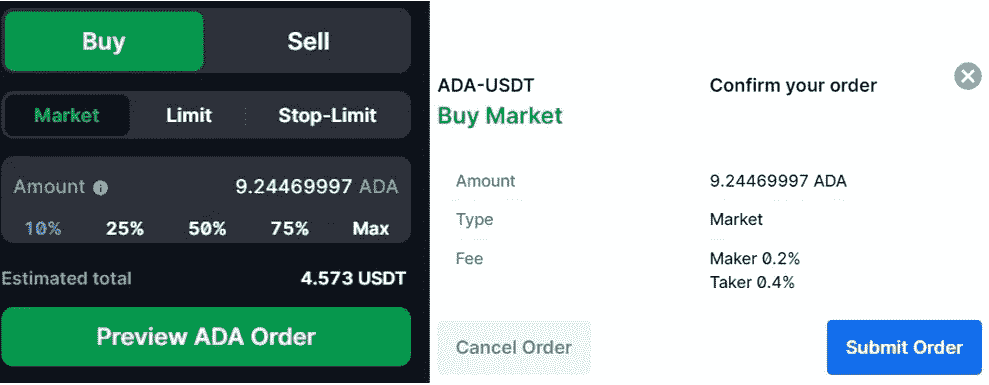 Buy Sell
Market Limit Stop-Limit
Amount 9.24469997 ADA
10% 25% 50% 75% Max
Estimated total 4.573 USDT
Preview ADA Order
ADA-USDT Confirm your order
Buy Market
Amount 9.24469997 ADA
Type Market
Fee Maker 0.2%
Taker 0.4%
Cancel Order Submit Order